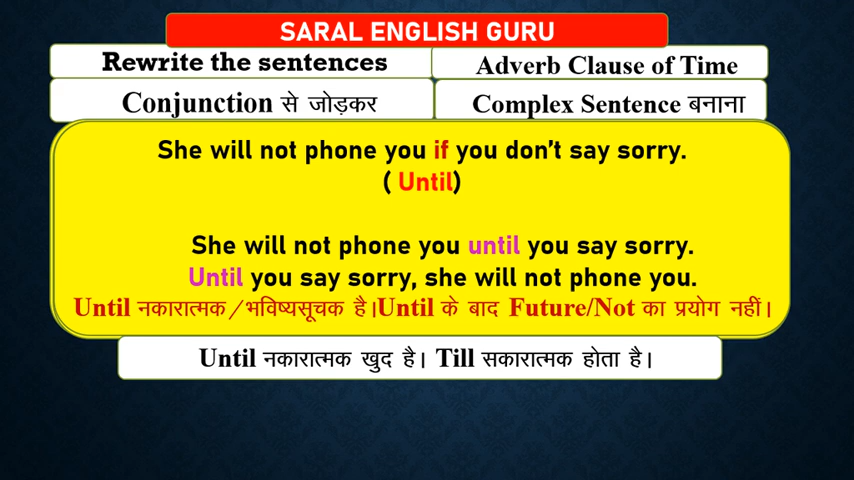 SARAL ENGLISH GURU
Rewrite the sentences
Adverb Clause of Time
Conjunction से जोड़कर
Complex Sentence बनाना
She will not phone you if you don't say sorry.
( Until)
She will not phone you until you say sorry.
Until you say sorry, she will not phone you.
Until नकारात्मक/भविष्यसूचक है।Until के बाद Future/Not का प्रयोग नहीं।
Until नकारात्मक खुद है। Till सकारात्मक होता है।